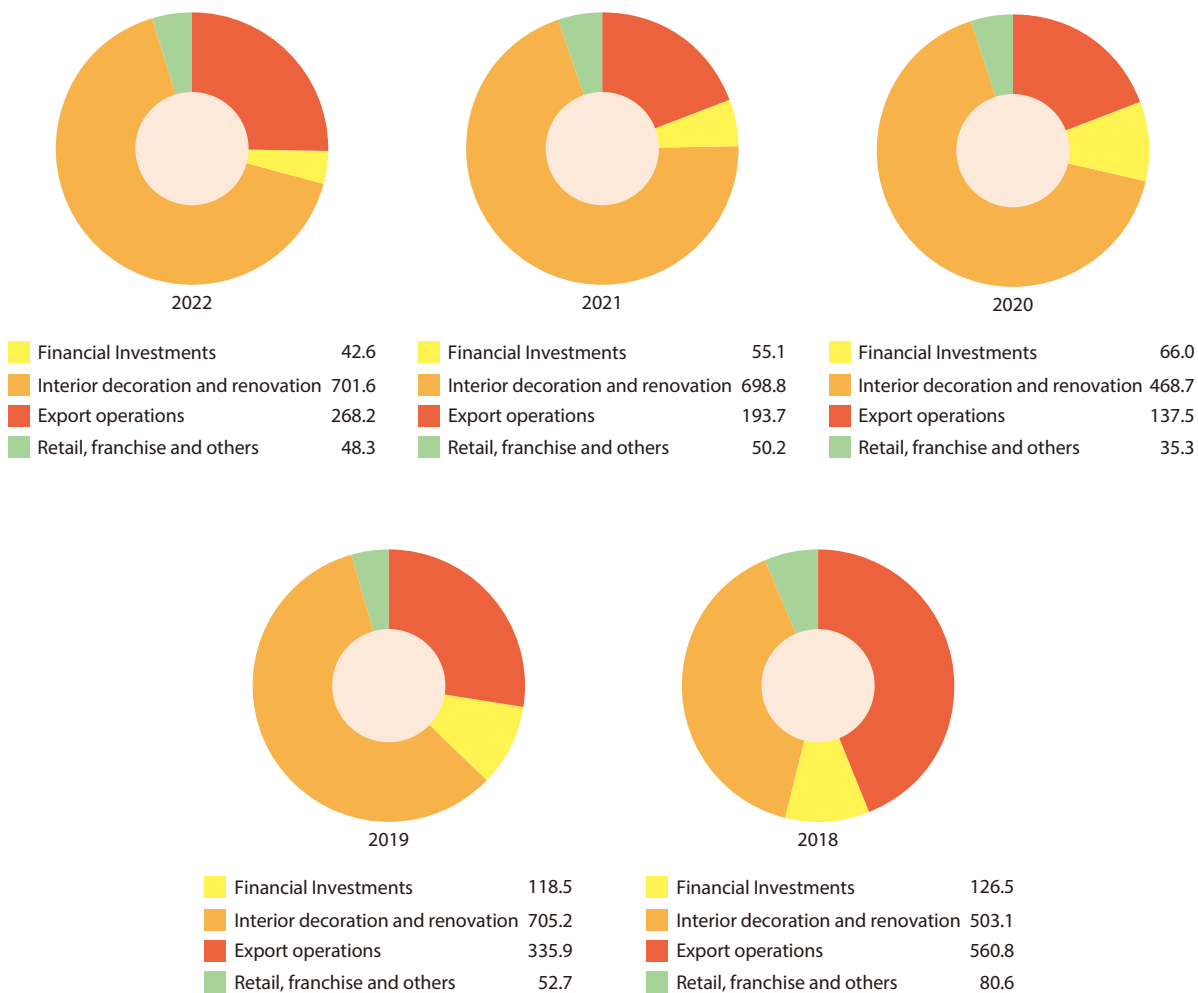 2022
Financial Investments 42.6
Interior decoration and renovation 701.6
Export operations 268.2
Retail, franchise and others 48.3
2021
Financial Investments 55.1
Interior decoration and renovation 698.8
Export operations 193.7
Retail, franchise and others 50.2
2020
Financial Investments 66.0
Interior decoration and renovation 468.7
Export operations 137.5
Retail, franchise and others 35.3
2019
Financial Investments 118.5
Interior decoration and renovation 705.2
Export operations 335.9
Retail, franchise and others 52.7
2018
Financial Investments 126.5
Interior decoration and renovation 503.1
Export operations 560.8
Retail, franchise and others 80.6